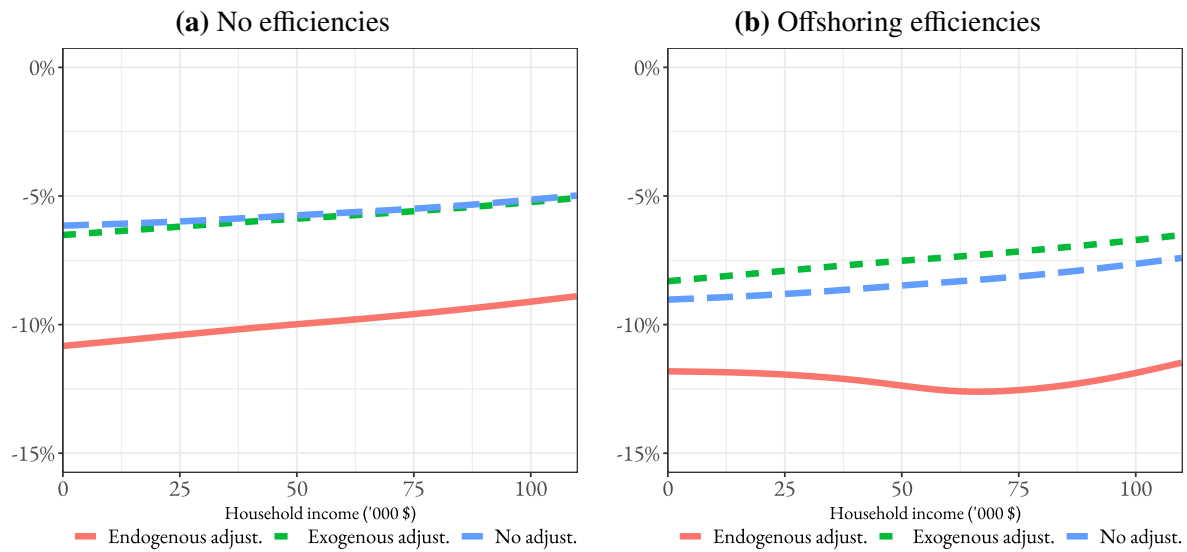 (a) No efficiencies
0%
-5%
-10%
-15%
0 25 50 75 100
Household income ('000 $)
Endogenous adjust. Exogenous adjust. No adjust.
(b) Offshoring efficiencies
0%
-5%
-10%
-15%
0 25 50 75 100
Household income ('000 $)
Endogenous adjust. Exogenous adjust. No adjust.